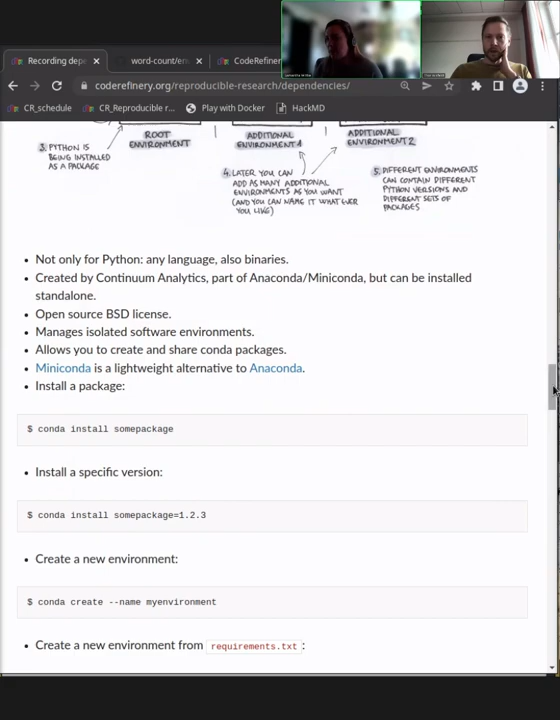 Recording depe
word-count/en
CodeRefiner
coderefinery.org/reproducible-research/dependencies/
CR_schedule
CR_Reproducible r...
Play with Docker
HackMD
3. PYTHON IS
BEING INSTALLED
AS A PACKAGE
ROOT
ENVIRONMENT
ADDITIONAL
ENVIRONMENT 1
ADDITIONAL
ENVIRONMENT 2
4. LATER YOU CAN
ADD AS MANY ADDITIONAL
ENVIRONMENTS AS YOU WANT
(AND YOU CAN NAME IT WHATEVER
YOU LIKE)
5. DIFFERENT ENVIRONMENTS
CAN CONTAIN DIFFERENT
PYTHON VERSIONS AND
DIFFERENT SETS OF
PACKAGES
Not only for Python: any language, also binaries.
Created by Continuum Analytics, part of Anaconda/Miniconda, but can be installed
standalone.
Open source BSD license.
Manages isolated software environments.
Allows you to create and share conda packages.
Miniconda is a lightweight alternative to Anaconda.
Install a package:
$ conda install somepackage
Install a specific version:
$ conda install somepackage=1.2.3
Create a new environment:
$ conda create --name myenvironment
Create a new environment from requirements.txt: